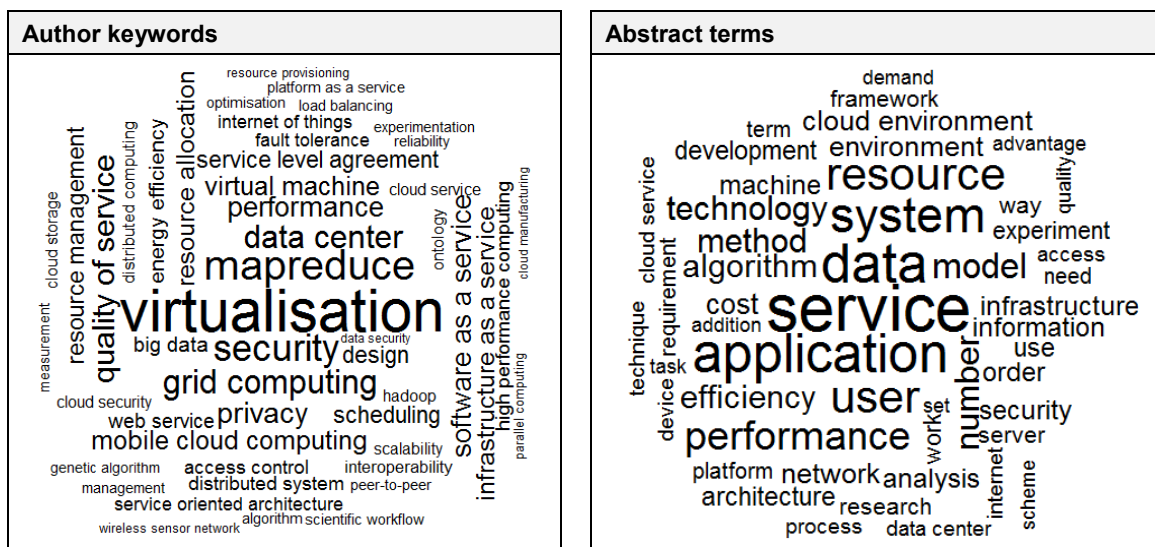 Author keywords
resource provisioning
platform as a service
optimisation load balancing
internet of things experimentation
fault tolerance reliability
service level agreement
virtual machine cloud service
performance
data center
mapreduce
virtualisation
big data security data security
design
grid computing
hadoop
cloud security privacy scheduling
web service
mobile cloud computing scalability
genetic algorithm access control interoperability
management distributed system peer-to-peer
service oriented architecture
algorithm scientific workflow
wireless sensor network
measurement
cloud storage
resource management
quality of service
distributed computing
energy efficiency
resource allocation
ontology
software as a service
infrastructure as a service
high performance computing
parallel computing
cloud manufacturing
Abstract terms
demand
framework
term cloud environment
development environment advantage
machine resource
technology system way
method experiment
algorithm data model access
need
cost service infrastructure
addition information
application use
task order
efficiency user set
security
performance server
platform network analysis
architecture research
process data center
technique
cloud service
requirement
device
work
number
internet
scheme
quality